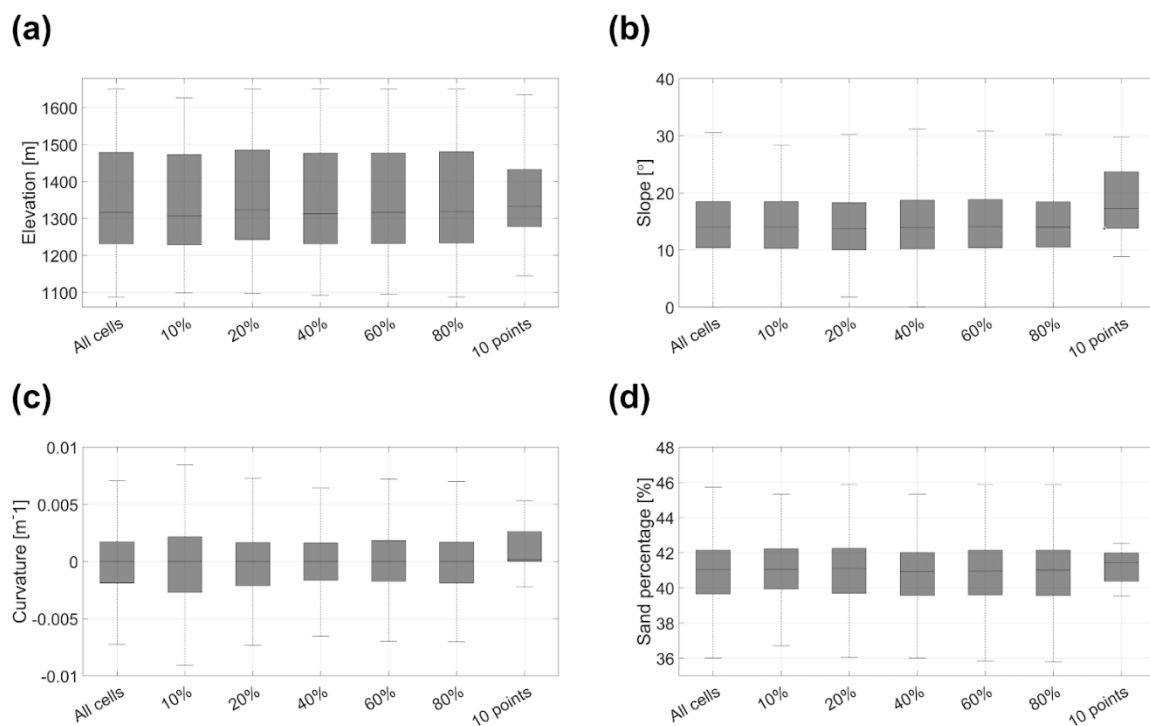 (a)
Elevation [m]
1600
1500
1400
1300
1200
1100
All cells 10% 20% 40% 60% 80% 10 points
(b)
Slope [°]
40
30
20
10
0
All cells 10% 20% 40% 60% 80% 10 points
(c)
Curvature [m⁻1]
0.01
0.005
0
-0.005
-0.01
All cells 10% 20% 40% 60% 80% 10 points
(d)
Sand percentage [%]
48
46
44
42
40
38
36
All cells 10% 20% 40% 60% 80% 10 points